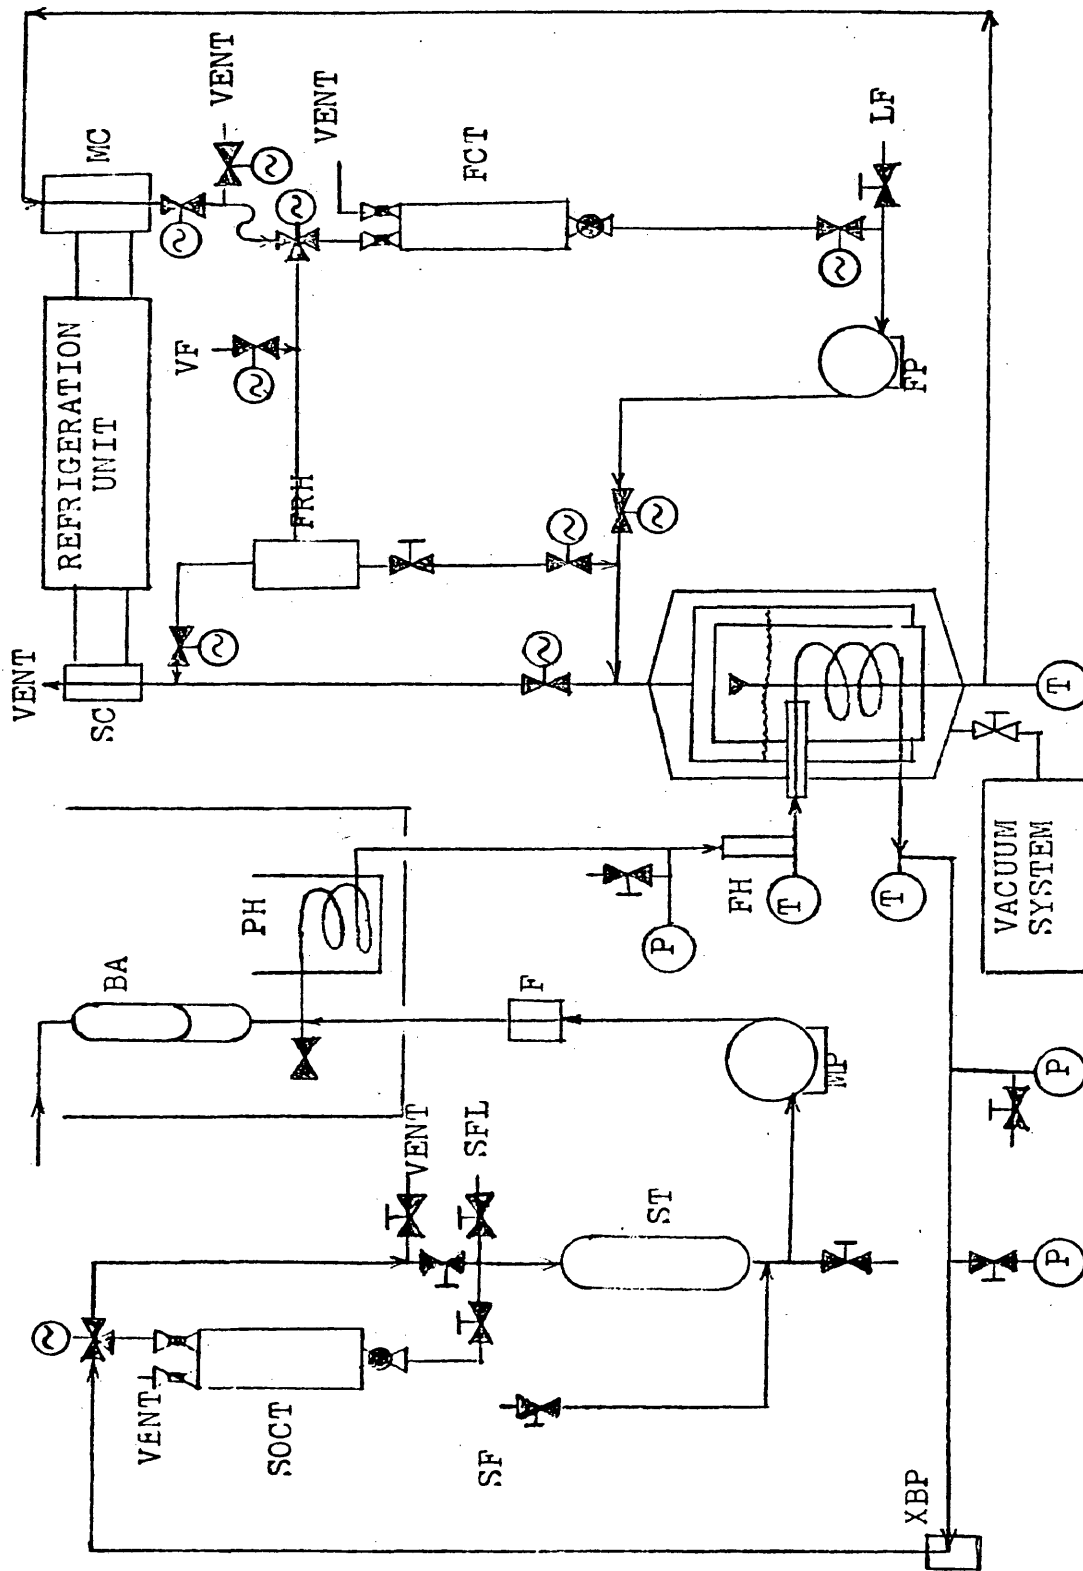 VENT
SC
REFRIGERATION
UNIT
MC
VENT
VF
VENT
FRH
FCT
LF
FP
BA
PH
F
P
FH
T
T
T
VACUUM
SYSTEM
VENT
SOCT
VENT
SFL
ST
MP
SF
XBP
P
P